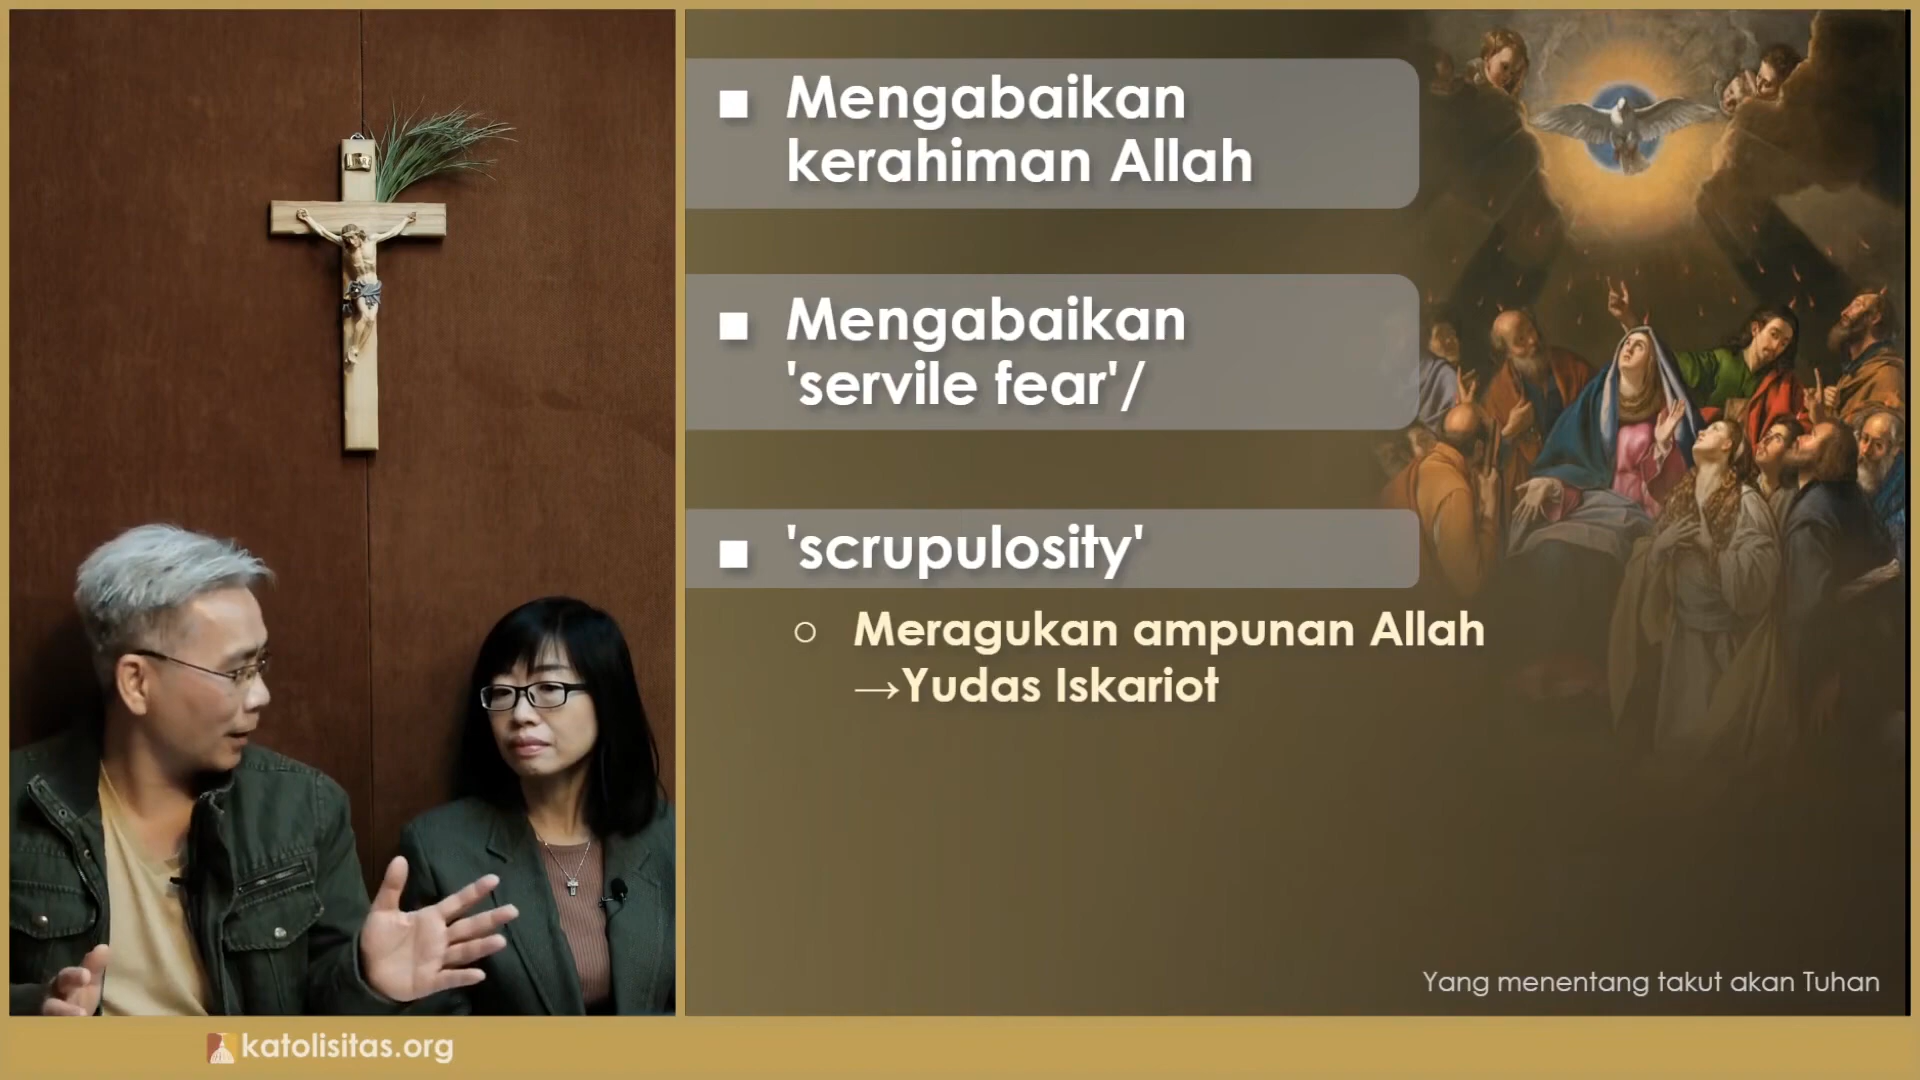 ■ Mengabaikan
kerahiman Allah
■ Mengabaikan
'servile fear'/
■ 'scrupulosity'
○ Meragukan ampunan Allah
→Yudas Iskariot
Yang menentang takut akan Tuhan
katolisitas.org